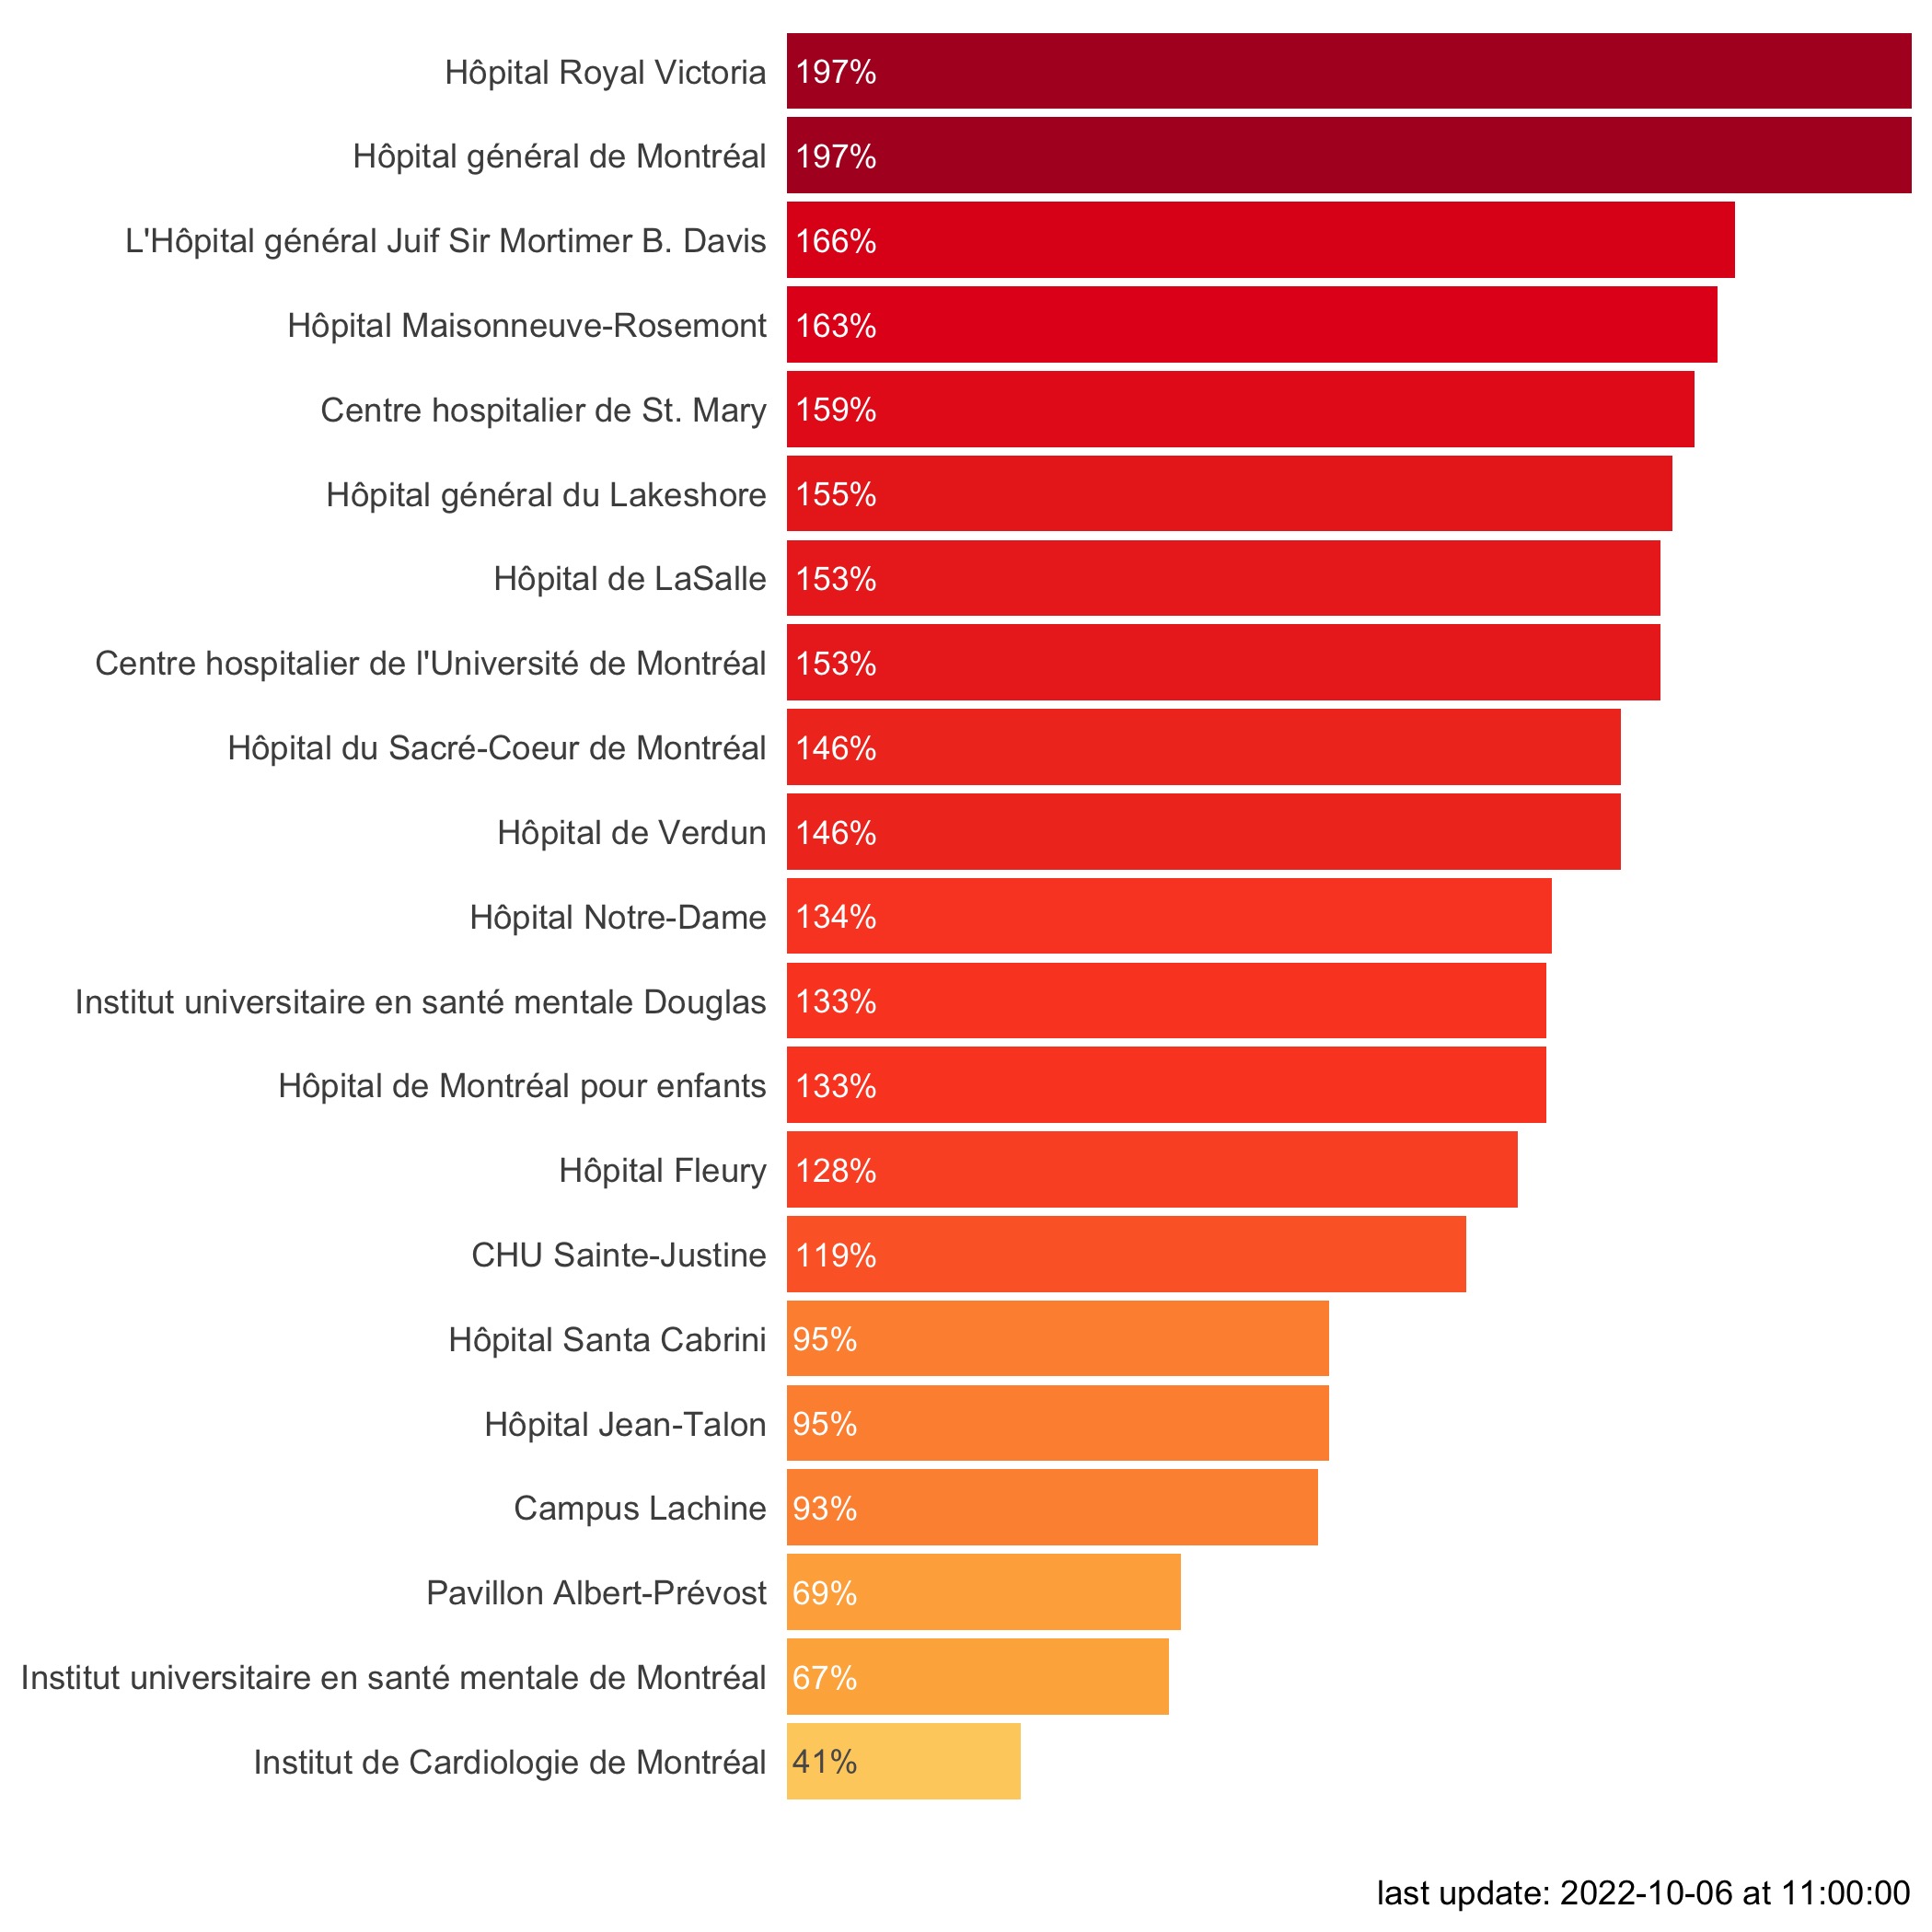 Hôpital Royal Victoria 197%
Hôpital général de Montréal 197%
L'Hôpital général Juif Sir Mortimer B. Davis 166%
Hôpital Maisonneuve-Rosemont 163%
Centre hospitalier de St. Mary 159%
Hôpital général du Lakeshore 155%
Hôpital de LaSalle 153%
Centre hospitalier de l'Université de Montréal 153%
Hôpital du Sacré-Coeur de Montréal 146%
Hôpital de Verdun 146%
Hôpital Notre-Dame 134%
Institut universitaire en santé mentale Douglas 133%
Hôpital de Montréal pour enfants 133%
Hôpital Fleury 128%
CHU Sainte-Justine 119%
Hôpital Santa Cabrini 95%
Hôpital Jean-Talon 95%
Campus Lachine 93%
Pavillon Albert-Prévost 69%
Institut universitaire en santé mentale de Montréal 67%
Institut de Cardiologie de Montréal 41%
last update: 2022-10-06 at 11:00:00